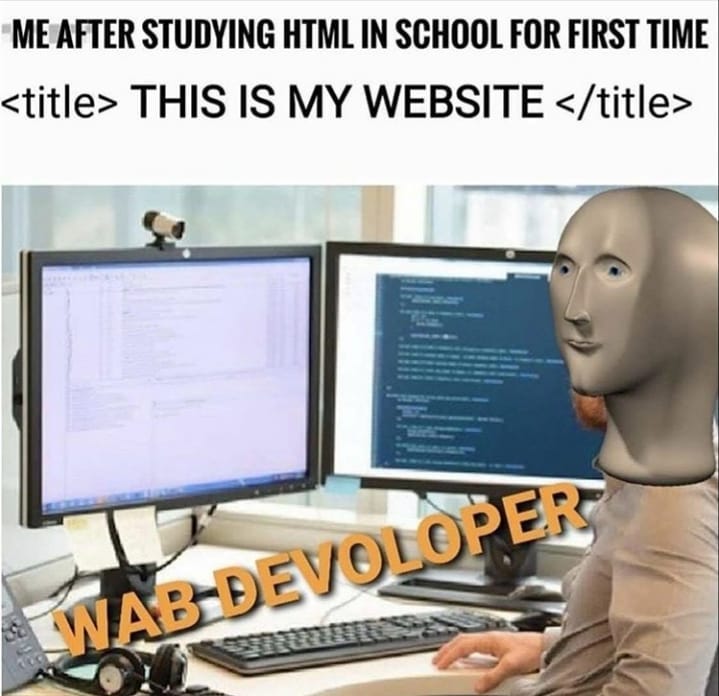 ME AFTER STUDYING HTML IN SCHOOL FOR FIRST TIME
<title> THIS IS MY WEBSITE </title>
WAB DEVOLOPER